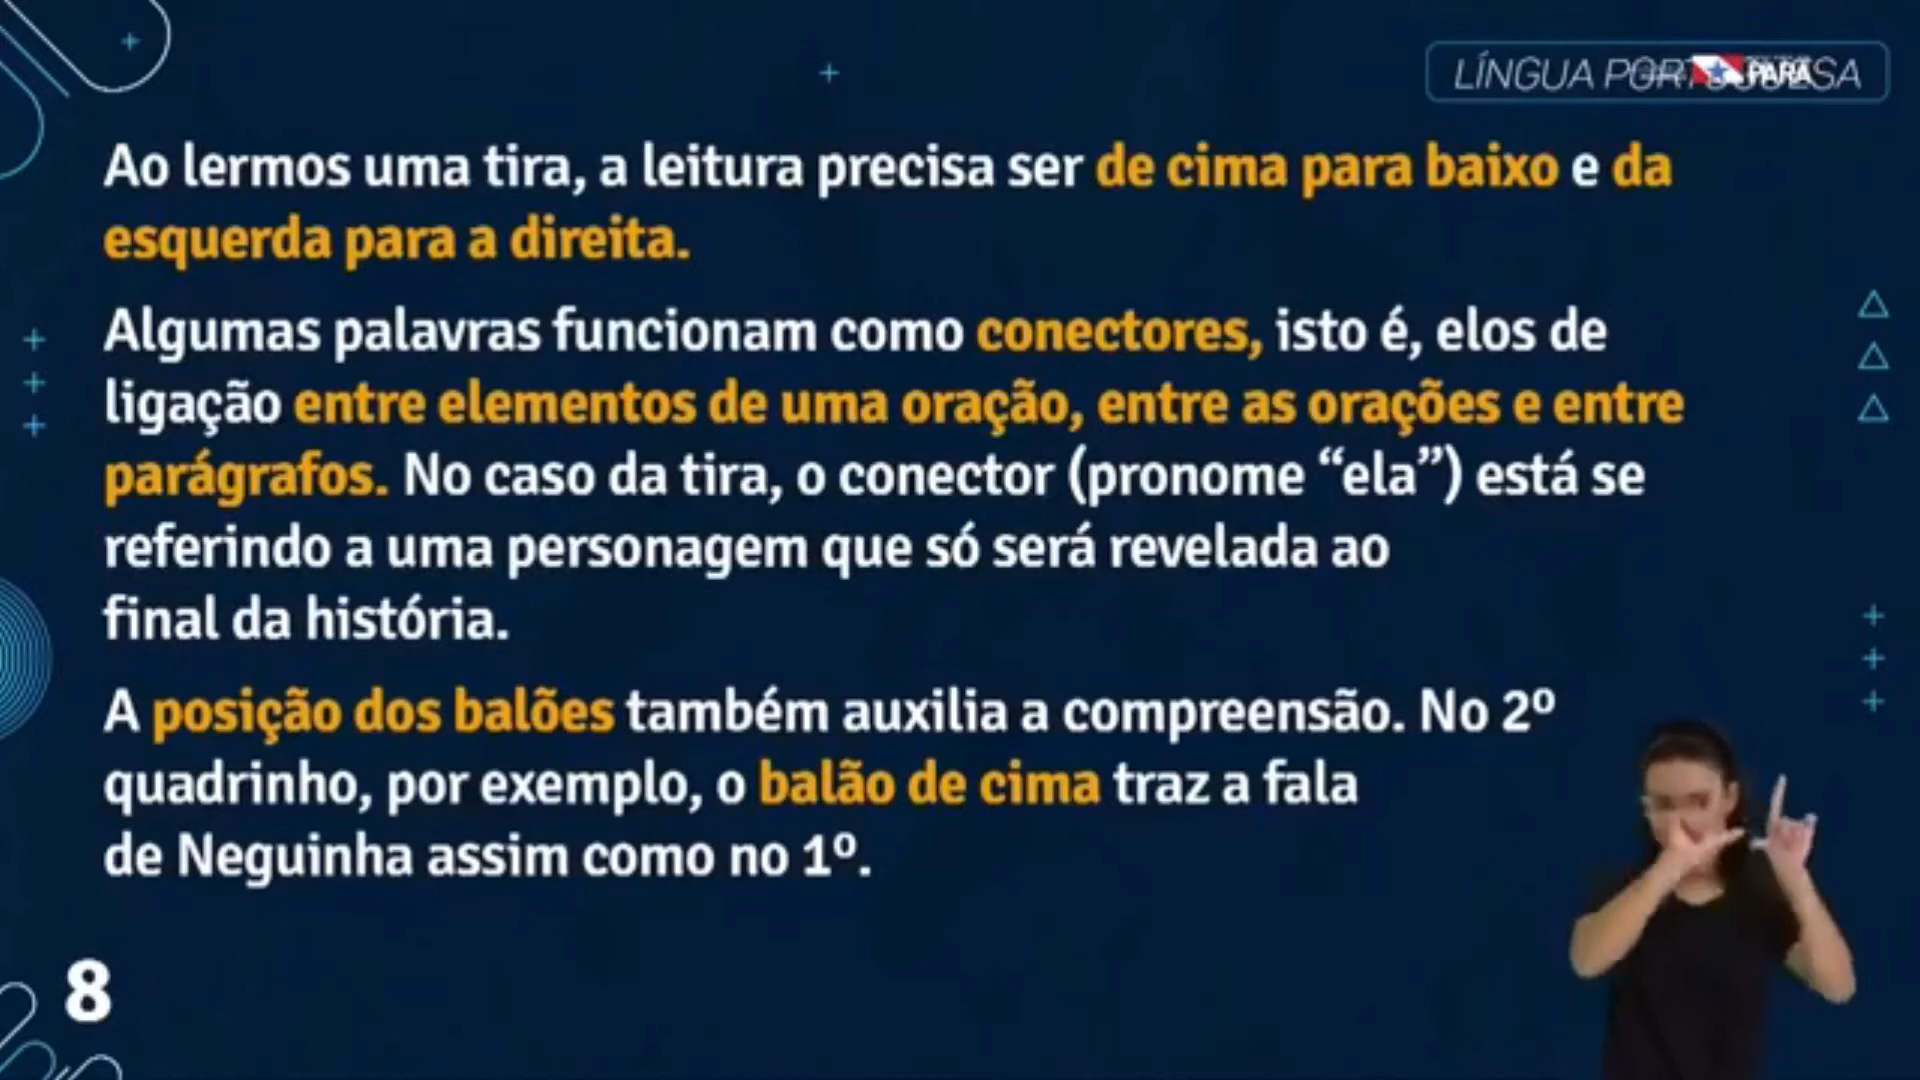 LÍNGUA PORTUGUESA
PARÁ
Ao lermos uma tira, a leitura precisa ser de cima para baixo e da
esquerda para a direita.
Algumas palavras funcionam como conectores, isto é, elos de
ligação entre elementos de uma oração, entre as orações e entre
parágrafos. No caso da tira, o conector (pronome “ela”) está se
referindo a uma personagem que só será revelada ao
final da história.
A posição dos balões também auxilia a compreensão. No 2º
quadrinho, por exemplo, o balão de cima traz a fala
de Neguinha assim como no 1º.
8